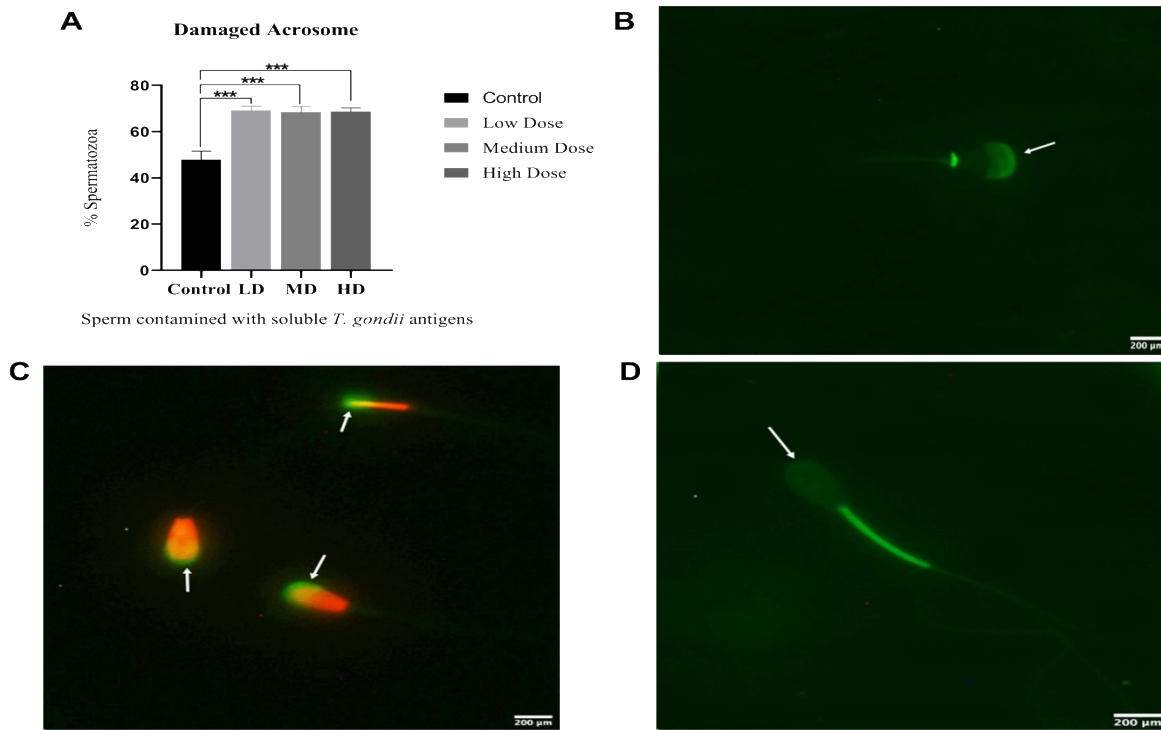 A
Damaged Acrosome
***
***
***
80
60
40
20
0
% Spermatozoa
Control LD MD HD
Sperm contaminated with soluble T. gondii antigens
Control
Low Dose
Medium Dose
High Dose
B
200 µm
C
200 µm
D
200 µm